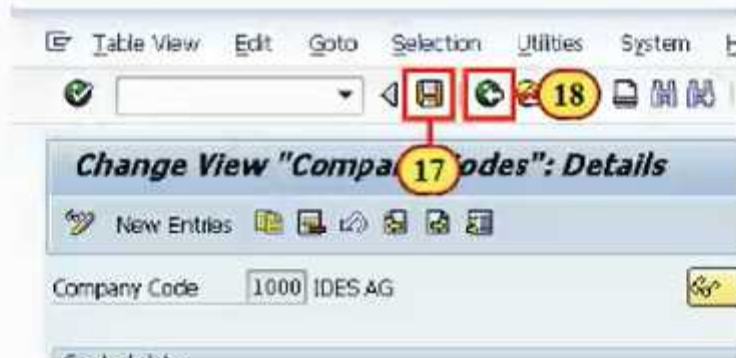 Table View Edit Goto Selection Utilities System H
18
Change View "Compa 17 odes": Details
New Entries
Company Code 1000 IDES AG